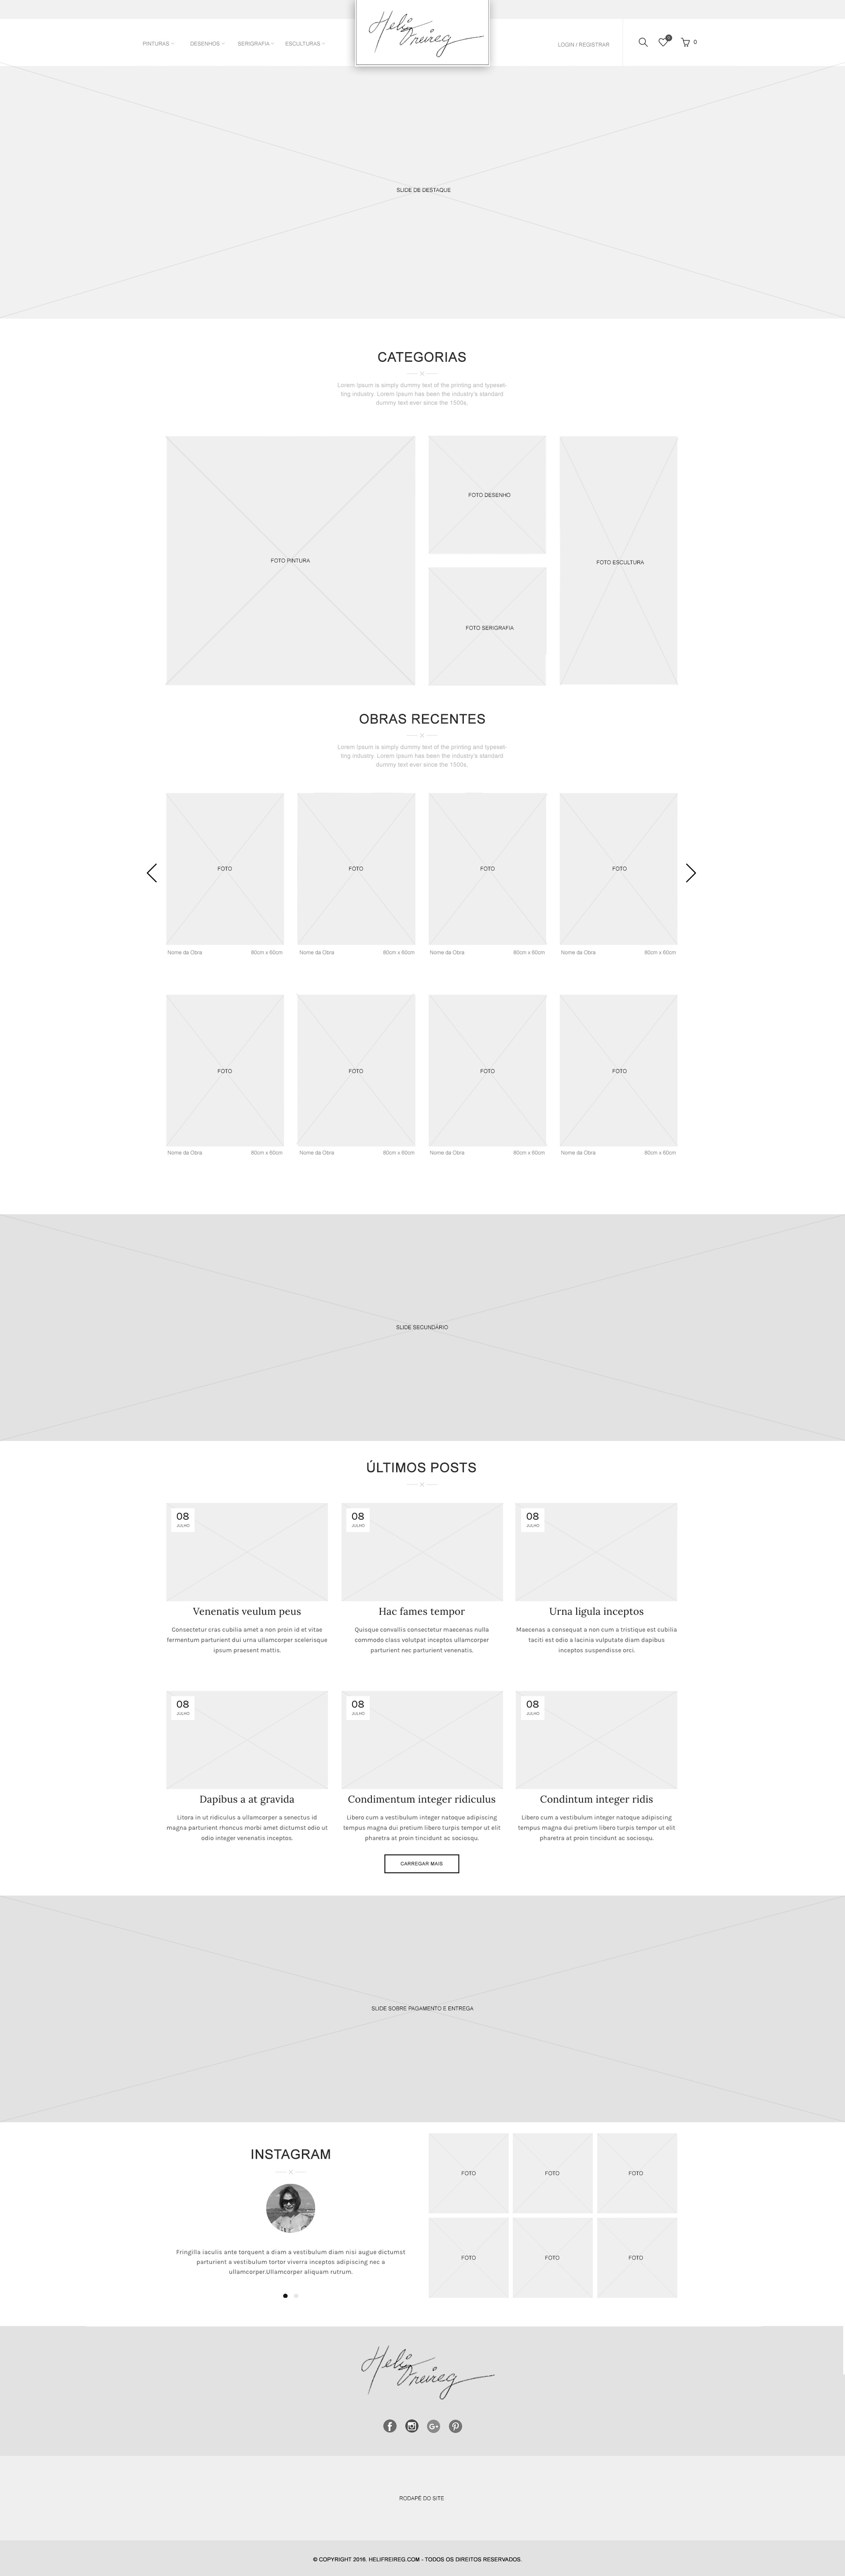 PINTURAS DESENHOS SERIGRAFIA ESCULTURAS
Heli Freireg
LOGIN / REGISTRAR
0
0
SLIDE DE DESTAQUE
CATEGORIAS
Lorem Ipsum is simply dummy text of the printing and typeset-
ting industry. Lorem Ipsum has been the industry's standard
dummy text ever since the 1500s.
FOTO PINTURA
FOTO DESENHO
FOTO SERIGRAFIA
FOTO ESCULTURA
OBRAS RECENTES
Lorem Ipsum is simply dummy text of the printing and typeset-
ting industry. Lorem Ipsum has been the industry's standard
dummy text ever since the 1500s.
FOTO FOTO FOTO FOTO
Nome da Obra 80cm x 60cm Nome da Obra 80cm x 60cm Nome da Obra 80cm x 60cm Nome da Obra 80cm x 60cm
FOTO FOTO FOTO FOTO
Nome da Obra 80cm x 60cm Nome da Obra 80cm x 60cm Nome da Obra 80cm x 60cm Nome da Obra 80cm x 60cm
SLIDE SECUNDÁRIO
ÚLTIMOS POSTS
08
JULHO
Venenatis veulum peus
Consectetur cras cubilia amet a non proin id et vitae
fermentum parturient dui urna ullamcorper scelerisque
ipsum praesent mattis.
08
JULHO
Hac fames tempor
Quisque convallis consectetur maecenas nulla
commodo class volutpat inceptos ullamcorper
parturient nec parturient venenatis.
08
JULHO
Urna ligula inceptos
Maecenas a consequat a non cum a tristique est cubilia
taciti est odio a lacinia vulputate diam dapibus
inceptos suspendisse orci.
08
JULHO
Dapibus a at gravida
Litora in ut ridiculus a ullamcorper a senectus id
magna parturient rhoncus morbi amet dictumst odio ut
odio integer venenatis inceptos.
08
JULHO
Condimentum integer ridiculus
Libero cum a vestibulum integer natoque adipiscing
tempus magna dui pretium libero turpis tempor ut elit
pharetra at proin tincidunt ac sociosqu.
08
JULHO
Condintum integer ridis
Libero cum a vestibulum integer natoque adipiscing
tempus magna dui pretium libero turpis tempor ut elit
pharetra at proin tincidunt ac sociosqu.
CARREGAR MAIS
SLIDE SOBRE PAGAMENTO E ENTREGA
INSTAGRAM
Fringilla iaculis ante torquent a diam a vestibulum diam nisi augue dictumst
parturient a vestibulum tortor viverra inceptos adipiscing nec a
ullamcorper.Ullamcorper aliquam rutrum.
FOTO FOTO FOTO
FOTO FOTO FOTO
Heli Freireg
RODAPÉ DO SITE
© COPYRIGHT 2016. HELIFREIREG.COM - TODOS OS DIREITOS RESERVADOS.